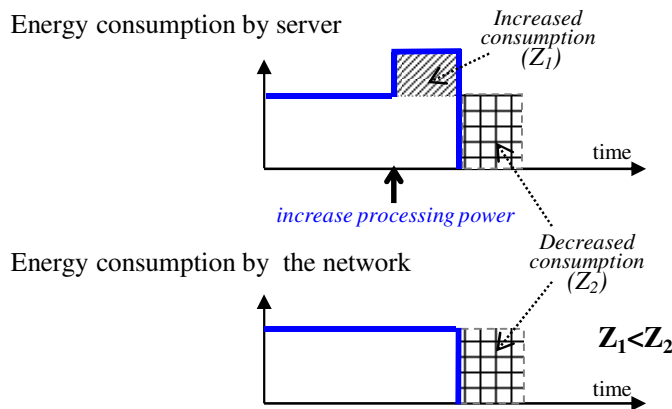 Energy consumption by server
Increased
consumption
(Z1)
time
increase processing power
Energy consumption by the network
Decreased
consumption
(Z2)
Z1<Z2
time